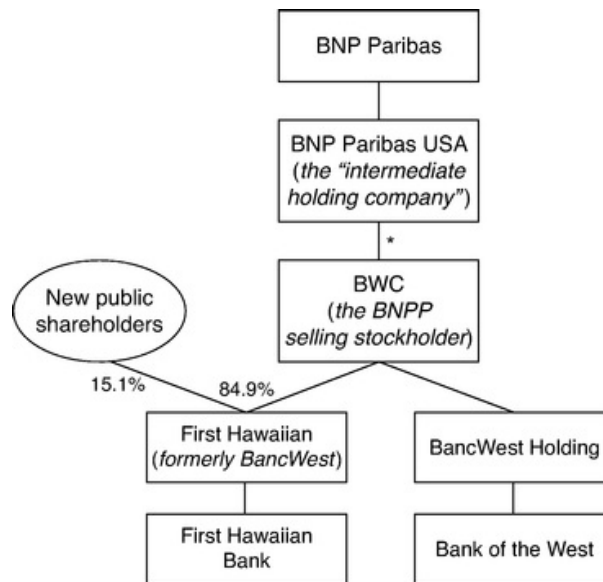 BNP Paribas
BNP Paribas USA
(the “intermediate
holding company”)
*
BWC
(the BNPP
selling stockholder)
New public
shareholders
15.1%
84.9%
First Hawaiian
(formerly BancWest)
BancWest Holding
First Hawaiian
Bank
Bank of the West